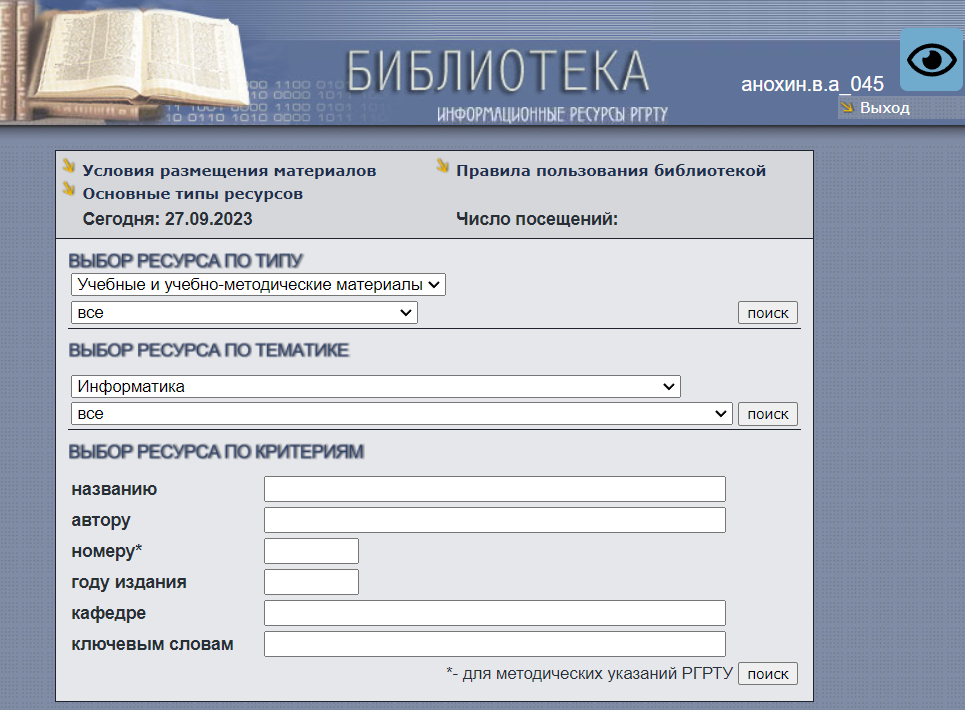 БИБЛИОТЕКА
ИНФОРМАЦИОННЫЕ РЕСУРСЫ РГРТУ
анохин.в.а_045
Выход
Условия размещения материалов
Правила пользования библиотекой
Основные типы ресурсов
Сегодня: 27.09.2023
Число посещений:
ВЫБОР РЕСУРСА ПО ТИПУ
Учебные и учебно-методические материалы
все
поиск
ВЫБОР РЕСУРСА ПО ТЕМАТИКЕ
Информатика
все
поиск
ВЫБОР РЕСУРСА ПО КРИТЕРИЯМ
названию
автору
номеру*
году издания
кафедре
ключевым словам
*- для методических указаний РГРТУ
поиск